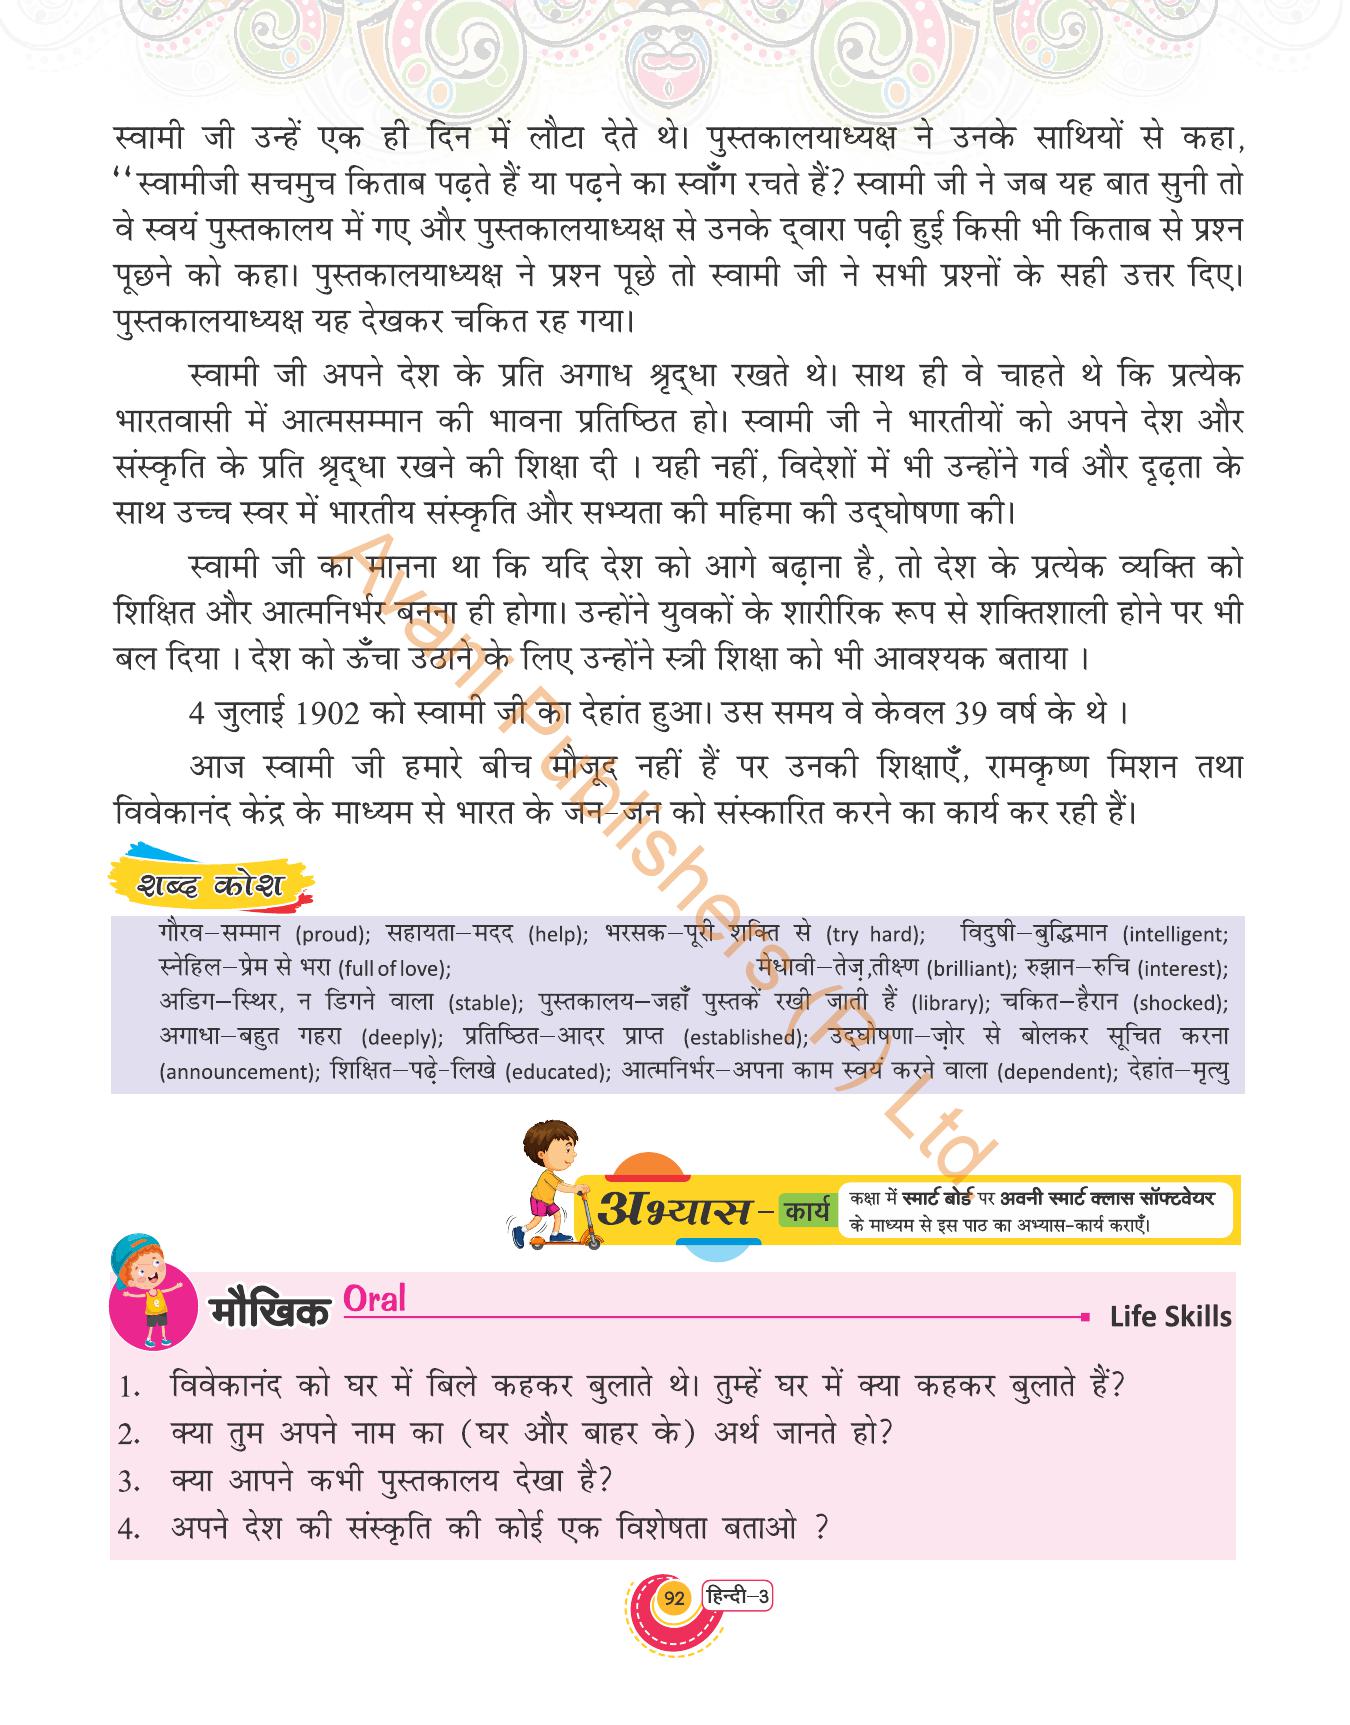 स्वामी जी उन्हें एक ही दिन में लौटा देते थे। पुस्तकालयाध्यक्ष ने उनके साथियों से कहा,
“स्वामीजी सचमुच किताब पढ़ते हैं या पढ़ने का स्वाँग रचते हैं? स्वामी जी ने जब यह बात सुनी तो
वे स्वयं पुस्तकालय में गए और पुस्तकालयाध्यक्ष से उनके द्‌वारा पढ़ी हुई किसी भी किताब से प्रश्न
पूछने को कहा। पुस्तकालयाध्यक्ष ने प्रश्न पूछे तो स्वामी जी ने सभी प्रश्नों के सही उत्तर दिए।
पुस्तकालयाध्यक्ष यह देखकर चकित रह गया।
स्वामी जी अपने देश के प्रति अगाध श्रृद्‌धा रखते थे। साथ ही वे चाहते थे कि प्रत्येक
भारतवासी में आत्मसम्मान की भावना प्रतिष्ठित हो। स्वामी जी ने भारतीयों को अपने देश और
संस्कृति के प्रति श्रृद्‌धा रखने की शिक्षा दी । यही नहीं, विदेशों में भी उन्होंने गर्व और दृढ़ता के
साथ उच्च स्वर में भारतीय संस्कृति और सभ्यता की महिमा की उद्‌घोषणा की।
स्वामी जी का मानना था कि यदि देश को आगे बढ़ाना है, तो देश के प्रत्येक व्यक्ति को
शिक्षित और आत्मनिर्भर बनना ही होगा। उन्होंने युवकों के शारीरिक रूप से शक्तिशाली होने पर भी
बल दिया । देश को ऊँचा उठाने के लिए उन्होंने स्त्री शिक्षा को भी आवश्यक बताया ।
4 जुलाई 1902 को स्वामी जी का देहांत हुआ। उस समय वे केवल 39 वर्ष के थे ।
आज स्वामी जी हमारे बीच मौजूद नहीं हैं पर उनकी शिक्षाएँ, रामकृष्ण मिशन तथा
विवेकानंद केंद्र के माध्यम से भारत के जन-जन को संस्कारित करने का कार्य कर रही हैं।
Avani Publishers (P) Ltd
शब्द कोश
गौरव–सम्मान (proud); सहायता–मदद (help); भरसक–पूरी शक्ति से (try hard); विदुषी–बुद्धिमान (intelligent;
स्नेहिल–प्रेम से भरा (full of love); मेधावी–तेज़,तीक्ष्ण (brilliant); रुझान–रुचि (interest);
अडिग–स्थिर, न डिगने वाला (stable); पुस्तकालय–जहाँ पुस्तकें रखी जाती हैं (library); चकित–हैरान (shocked);
अगाधा–बहुत गहरा (deeply); प्रतिष्ठित–आदर प्राप्त (established); उद्‌घोषणा–ज़ोर से बोलकर सूचित करना
(announcement); शिक्षित–पढ़े-लिखे (educated); आत्मनिर्भर–अपना काम स्वयं करने वाला (dependent); देहांत–मृत्यु
अभ्यास – कार्य
कक्षा में स्मार्ट बोर्ड पर अवनी स्मार्ट क्लास सॉफ्टवेयर
के माध्यम से इस पाठ का अभ्यास-कार्य कराएँ।
मौखिक Oral Life Skills
1. विवेकानंद को घर में बिले कहकर बुलाते थे। तुम्हें घर में क्या कहकर बुलाते हैं?
2. क्या तुम अपने नाम का (घर और बाहर के) अर्थ जानते हो?
3. क्या आपने कभी पुस्तकालय देखा है?
4. अपने देश की संस्कृति की कोई एक विशेषता बताओ ?
92 हिन्दी–3